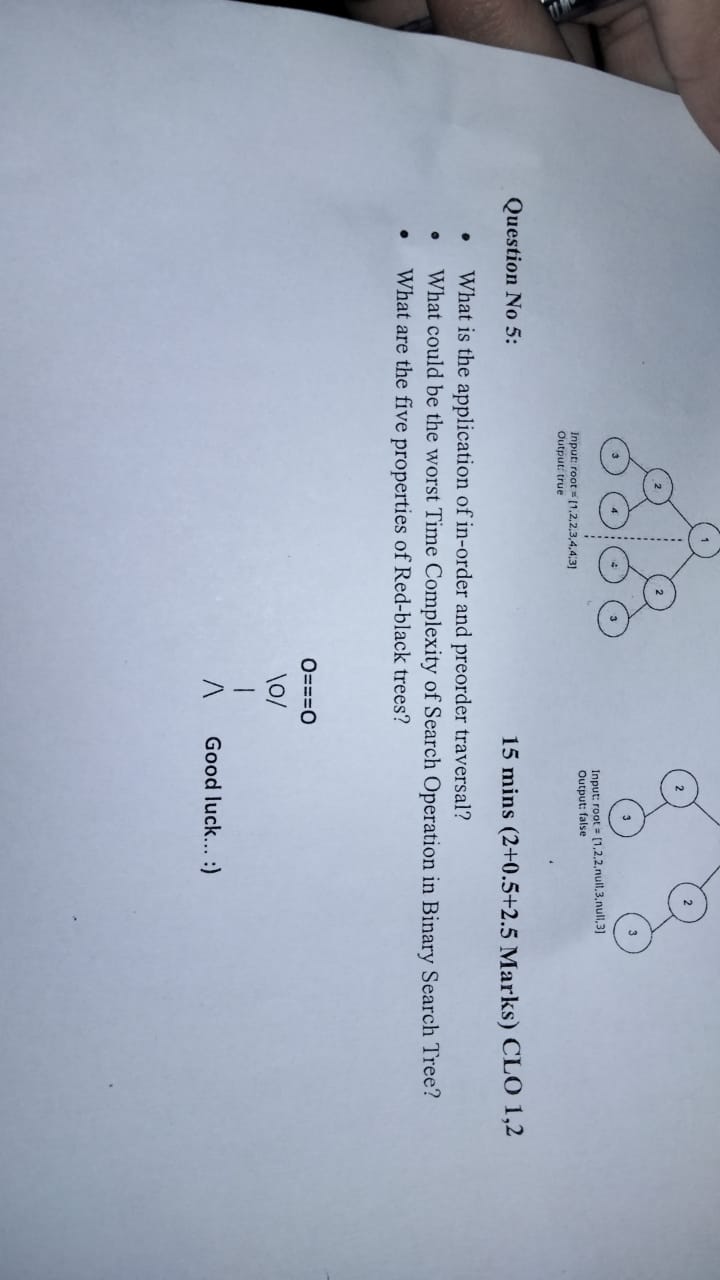 1
2
2
3
4
4
3
Input: root = [1,2,2,3,4,4,3]
Output: true
2
2
3
3
Input: root = [1,2,2,null,3,null,3]
Output: false
Question No 5: 15 mins (2+0.5+2.5 Marks) CLO 1,2
• What is the application of in-order and preorder traversal?
• What could be the worst Time Complexity of Search Operation in Binary Search Tree?
• What are the five properties of Red-black trees?
O===O
\O/
|
/\ Good luck... :)